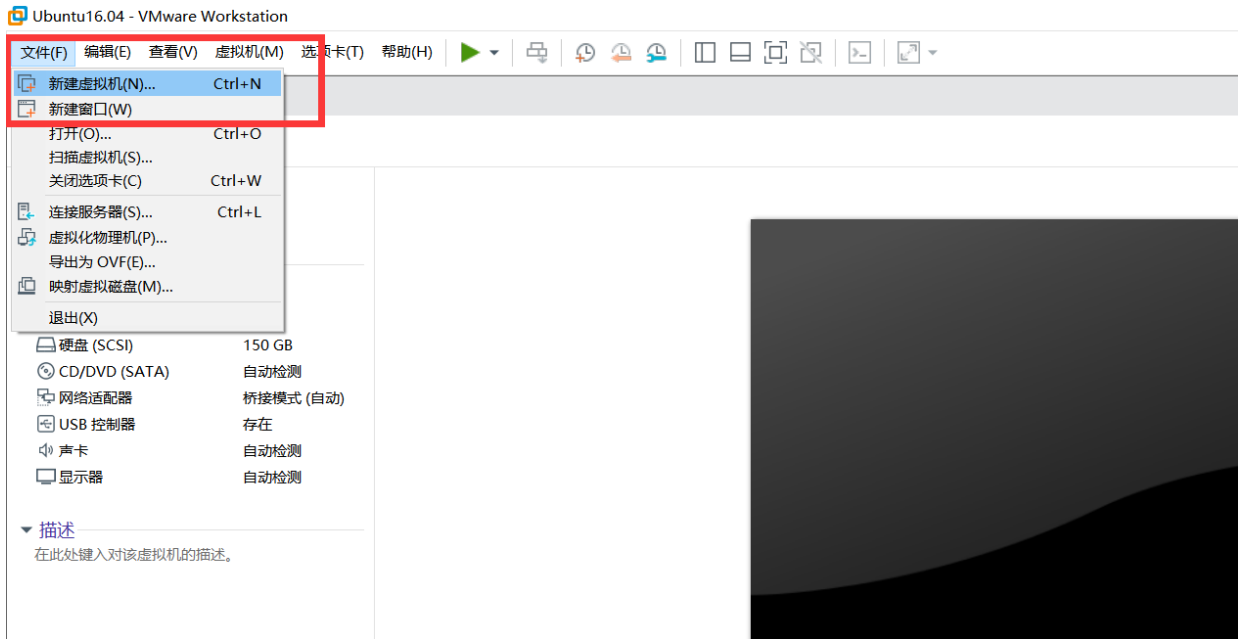 Ubuntu16.04 - VMware Workstation
文件(F) 编辑(E) 查看(V) 虚拟机(M) 选项卡(T) 帮助(H)
新建虚拟机(N)... Ctrl+N
新建窗口(W)
打开(O)... Ctrl+O
扫描虚拟机(S)...
关闭选项卡(C) Ctrl+W
连接服务器(S)... Ctrl+L
虚拟化物理机(P)...
导出为 OVF(E)...
映射虚拟磁盘(M)...
退出(X)
硬盘 (SCSI) 150 GB
CD/DVD (SATA) 自动检测
网络适配器 桥接模式 (自动)
USB 控制器 存在
声卡 自动检测
显示器 自动检测
描述
在此处键入对该虚拟机的描述。